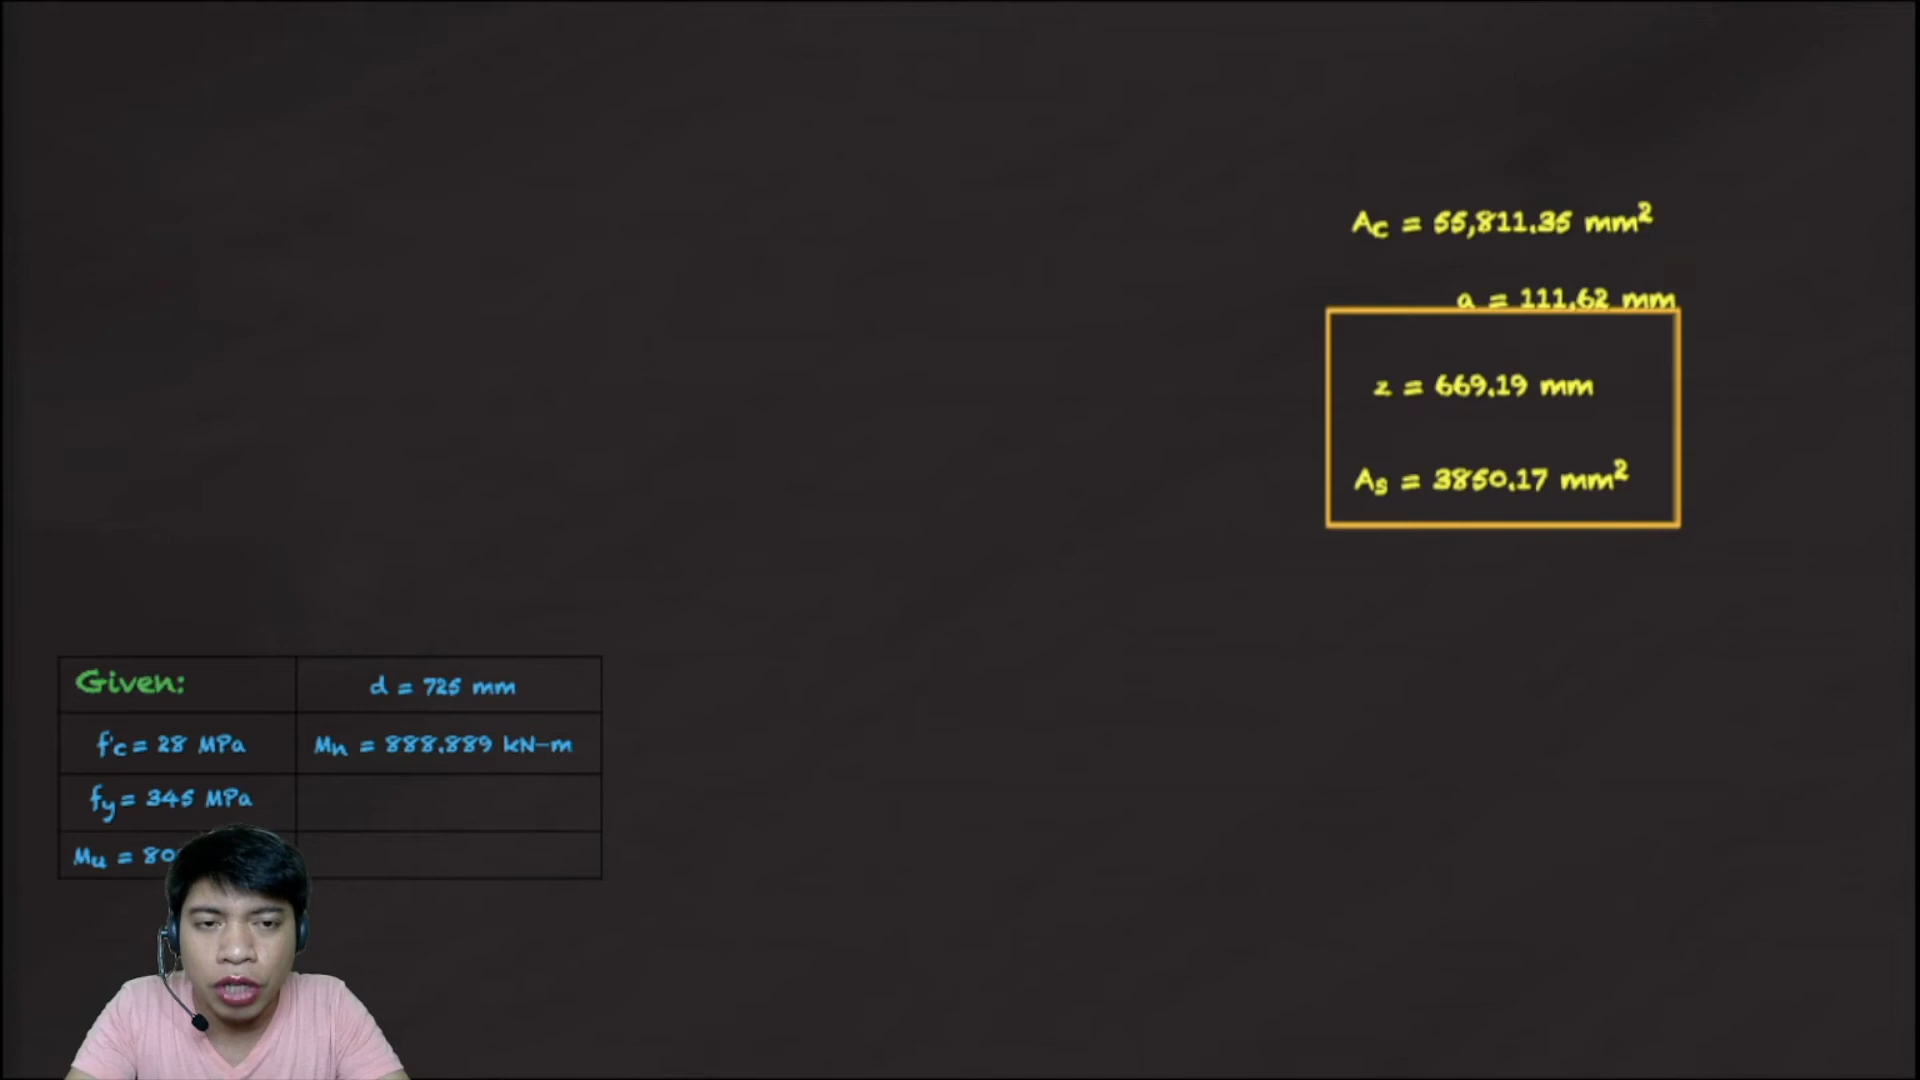 Ac = 55,811.35 mm²
a = 111.62 mm
z = 669.19 mm
As = 3850.17 mm²
Given:
d = 725 mm
f'c = 28 MPa
Mn = 888.889 kN-m
fy = 345 MPa
Mu =